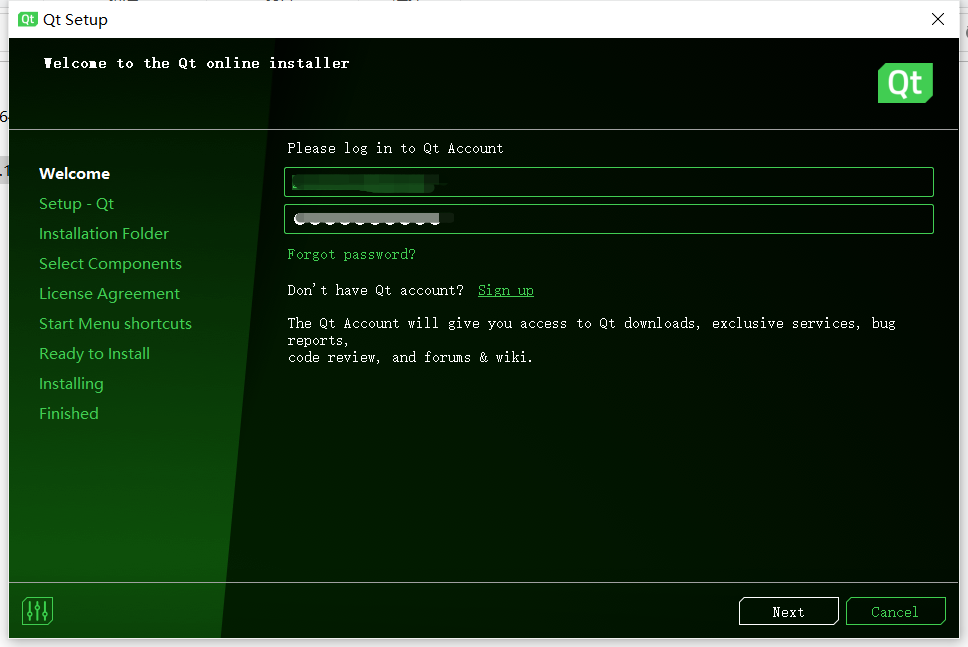 Qt Qt Setup
Welcome to the Qt online installer
Qt
Please log in to Qt Account
Welcome
Setup - Qt
Installation Folder
Select Components
License Agreement
Start Menu shortcuts
Ready to Install
Installing
Finished
Forgot password?
Don't have Qt account? Sign up
The Qt Account will give you access to Qt downloads, exclusive services, bug
reports,
code review, and forums & wiki.
Next
Cancel